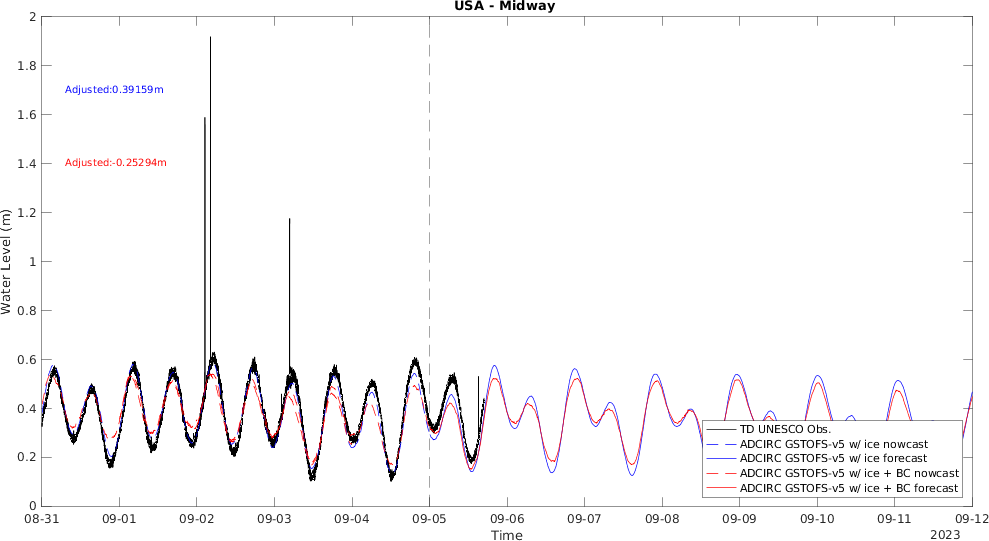 USA - Midway
2
1.8
1.6
1.4
1.2
1
0.8
0.6
0.4
0.2
0
Water Level (m)
Adjusted:0.39159m
Adjusted:-0.25294m
TD UNESCO Obs.
ADCIRC GSTOFS-v5 w/ ice nowcast
ADCIRC GSTOFS-v5 w/ ice forecast
ADCIRC GSTOFS-v5 w/ ice + BC nowcast
ADCIRC GSTOFS-v5 w/ ice + BC forecast
08-31 09-01 09-02 09-03 09-04 09-05 09-06 09-07 09-08 09-09 09-10 09-11 09-12
Time
2023